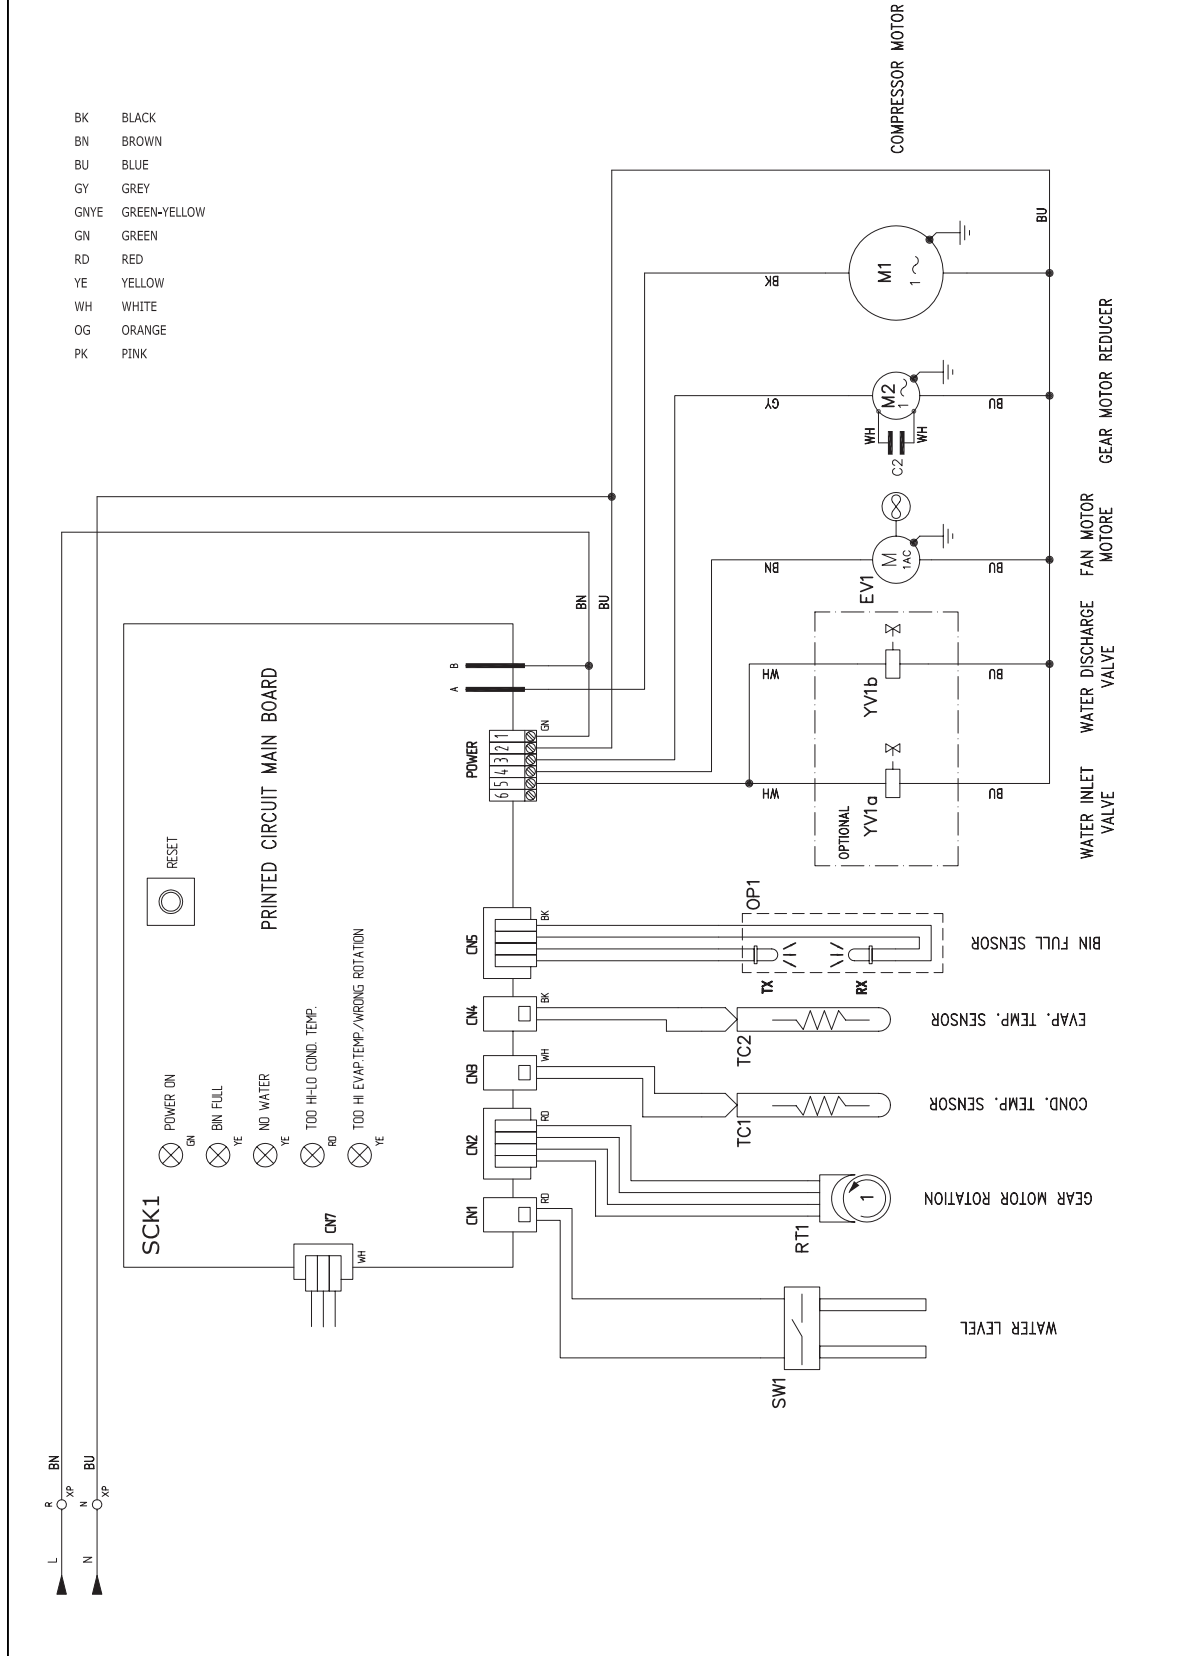 COMPRESSOR MOTOR
BK BLACK
BN BROWN
BU BLUE
GY GREY
GNYE GREEN-YELLOW
GN GREEN
RD RED
YE YELLOW
WH WHITE
OG ORANGE
PK PINK
BU
M1
1
BK
GEAR MOTOR REDUCER
M2
1
GY
BU
WH
WH
C2
FAN MOTOR
MOTORE
M
1AC
EV1
BN
BU
BN
BU
WATER DISCHARGE
VALVE
YV1b
WH
BU
WATER INLET
VALVE
YV1a
WH
BU
OPTIONAL
B
A
POWER
1
2
3
4
5
6
GN
PRINTED CIRCUIT MAIN BOARD
RESET
SCK1
POWER ON
GN
BIN FULL
YE
NO WATER
YE
TOO HI-LO COND. TEMP.
RD
TOO HI EVAP.TEMP./WRONG ROTATION
YE
CN5
BK
OP1
TX
RX
BIN FULL SENSOR
CN4
BK
TC2
EVAP. TEMP. SENSOR
CN3
WH
TC1
COND. TEMP. SENSOR
CN2
RD
RT1
1
GEAR MOTOR ROTATION
CN1
RD
SW1
WATER LEVEL
CN7
WH
BN
BU
R
XP
N
XP
L
N